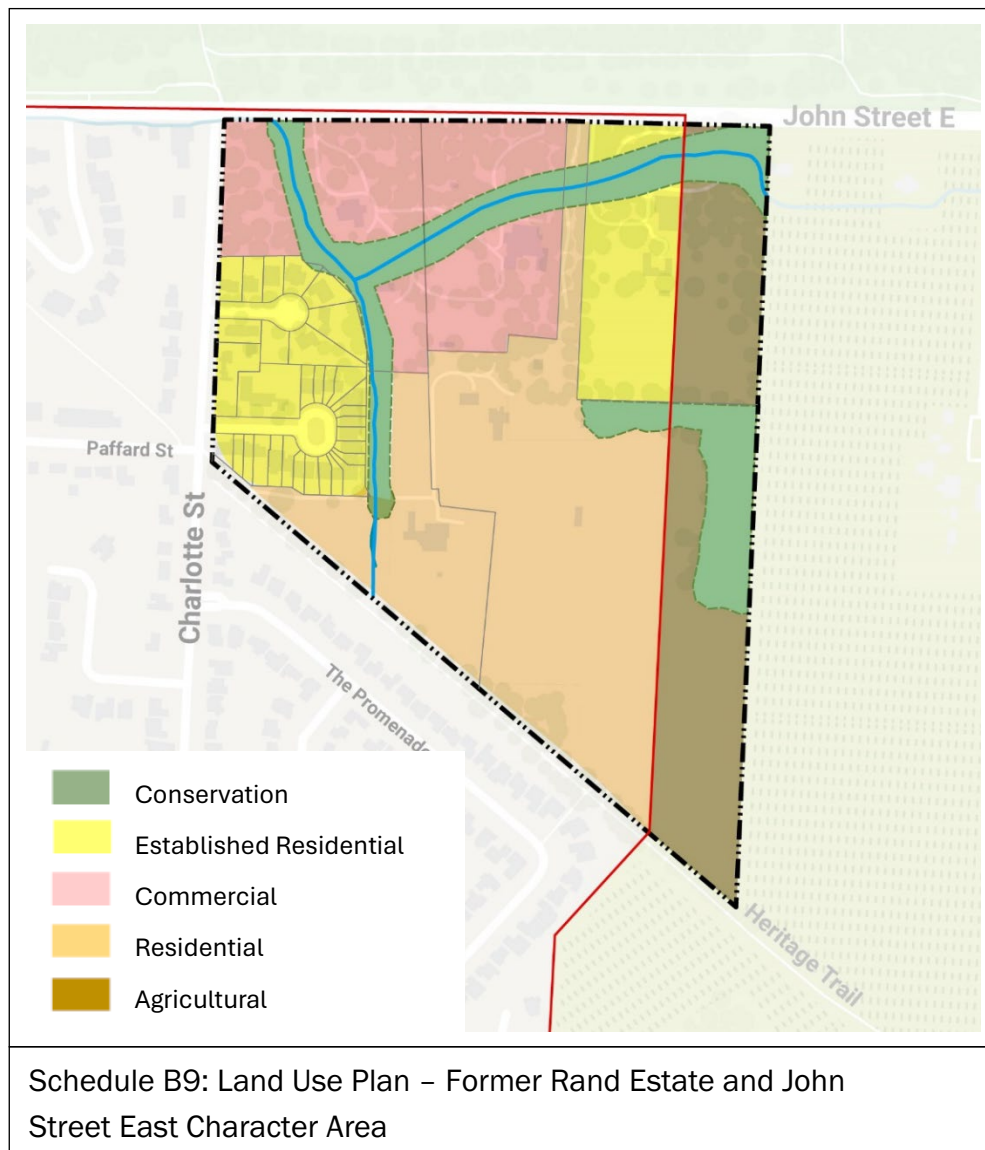 John Street E
Paffard St
Charlotte St
The Promenade
Heritage Trail
Conservation
Established Residential
Commercial
Residential
Agricultural
Schedule B9: Land Use Plan – Former Rand Estate and John
Street East Character Area